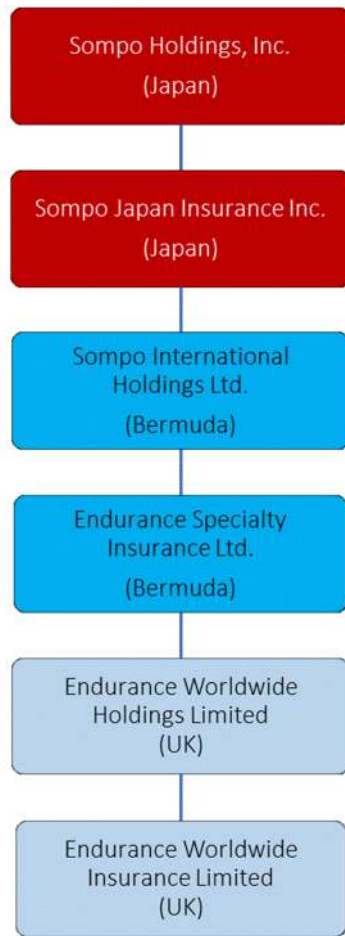 Sompo Holdings, Inc.
(Japan)
Sompo Japan Insurance Inc.
(Japan)
Sompo International
Holdings Ltd.
(Bermuda)
Endurance Specialty
Insurance Ltd.
(Bermuda)
Endurance Worldwide
Holdings Limited
(UK)
Endurance Worldwide
Insurance Limited
(UK)